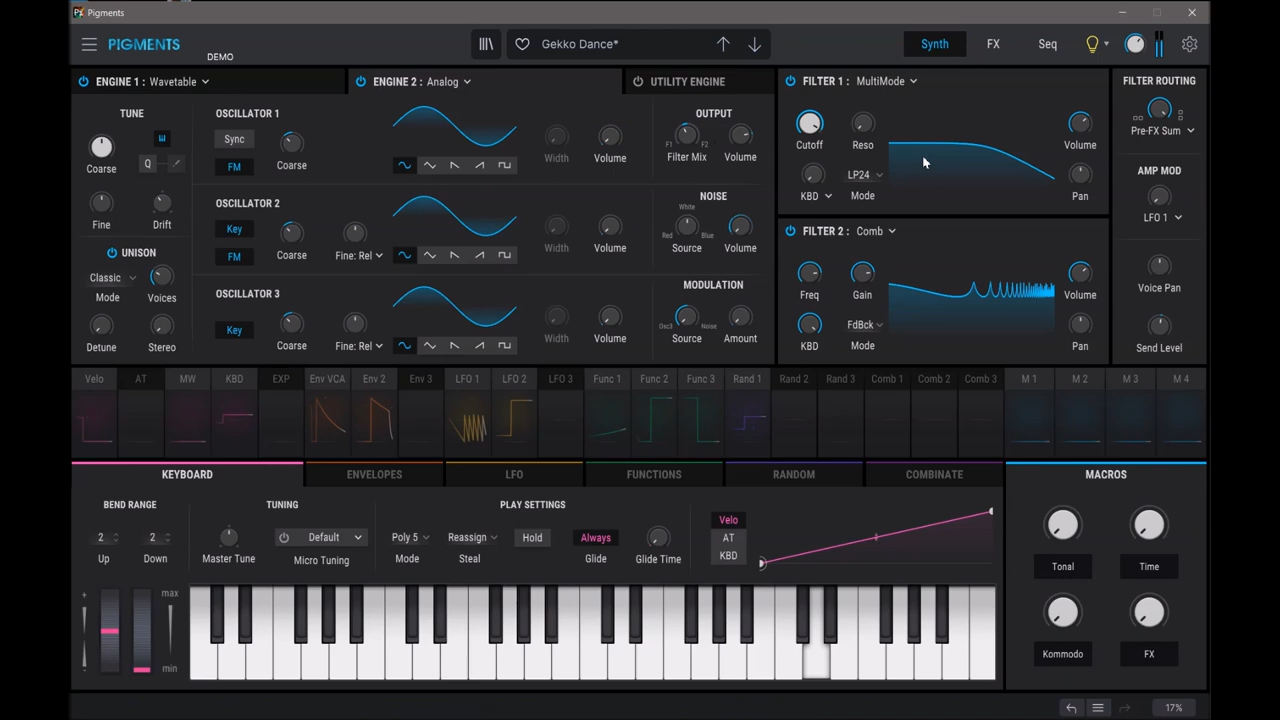 Pigments
PIGMENTS
DEMO
Gekko Dance*
Synth
FX
Seq
ENGINE 1 : Wavetable
ENGINE 2 : Analog
UTILITY ENGINE
TUNE
Coarse
Q
Fine
Drift
UNISON
Classic
Mode
Voices
Detune
Stereo
OSCILLATOR 1
Sync
FM
Coarse
Width
Volume
OSCILLATOR 2
Key
FM
Coarse
Fine: Rel
Width
Volume
OSCILLATOR 3
Key
Coarse
Fine: Rel
Width
Volume
OUTPUT
F1
F2
Filter Mix
Volume
NOISE
White
Red
Blue
Source
Volume
MODULATION
Osc3
Noise
Source
Amount
FILTER 1 : MultiMode
Cutoff
Reso
Volume
KBD
LP24
Mode
Pan
FILTER 2 : Comb
Freq
Gain
Volume
KBD
FdBck
Mode
Pan
FILTER ROUTING
Pre-FX Sum
AMP MOD
LFO 1
Voice Pan
Send Level
Velo
AT
MW
KBD
EXP
Env VCA
Env 2
Env 3
LFO 1
LFO 2
LFO 3
Func 1
Func 2
Func 3
Rand 1
Rand 2
Rand 3
Comb 1
Comb 2
Comb 3
M 1
M 2
M 3
M 4
KEYBOARD
ENVELOPES
LFO
FUNCTIONS
RANDOM
COMBINATE
MACROS
BEND RANGE
2
2
Up
Down
TUNING
Master Tune
Default
Micro Tuning
PLAY SETTINGS
Poly 5
Mode
Reassign
Steal
Hold
Always
Glide
Glide Time
Velo
AT
KBD
+
-
max
min
Tonal
Time
Kommodo
FX
17%